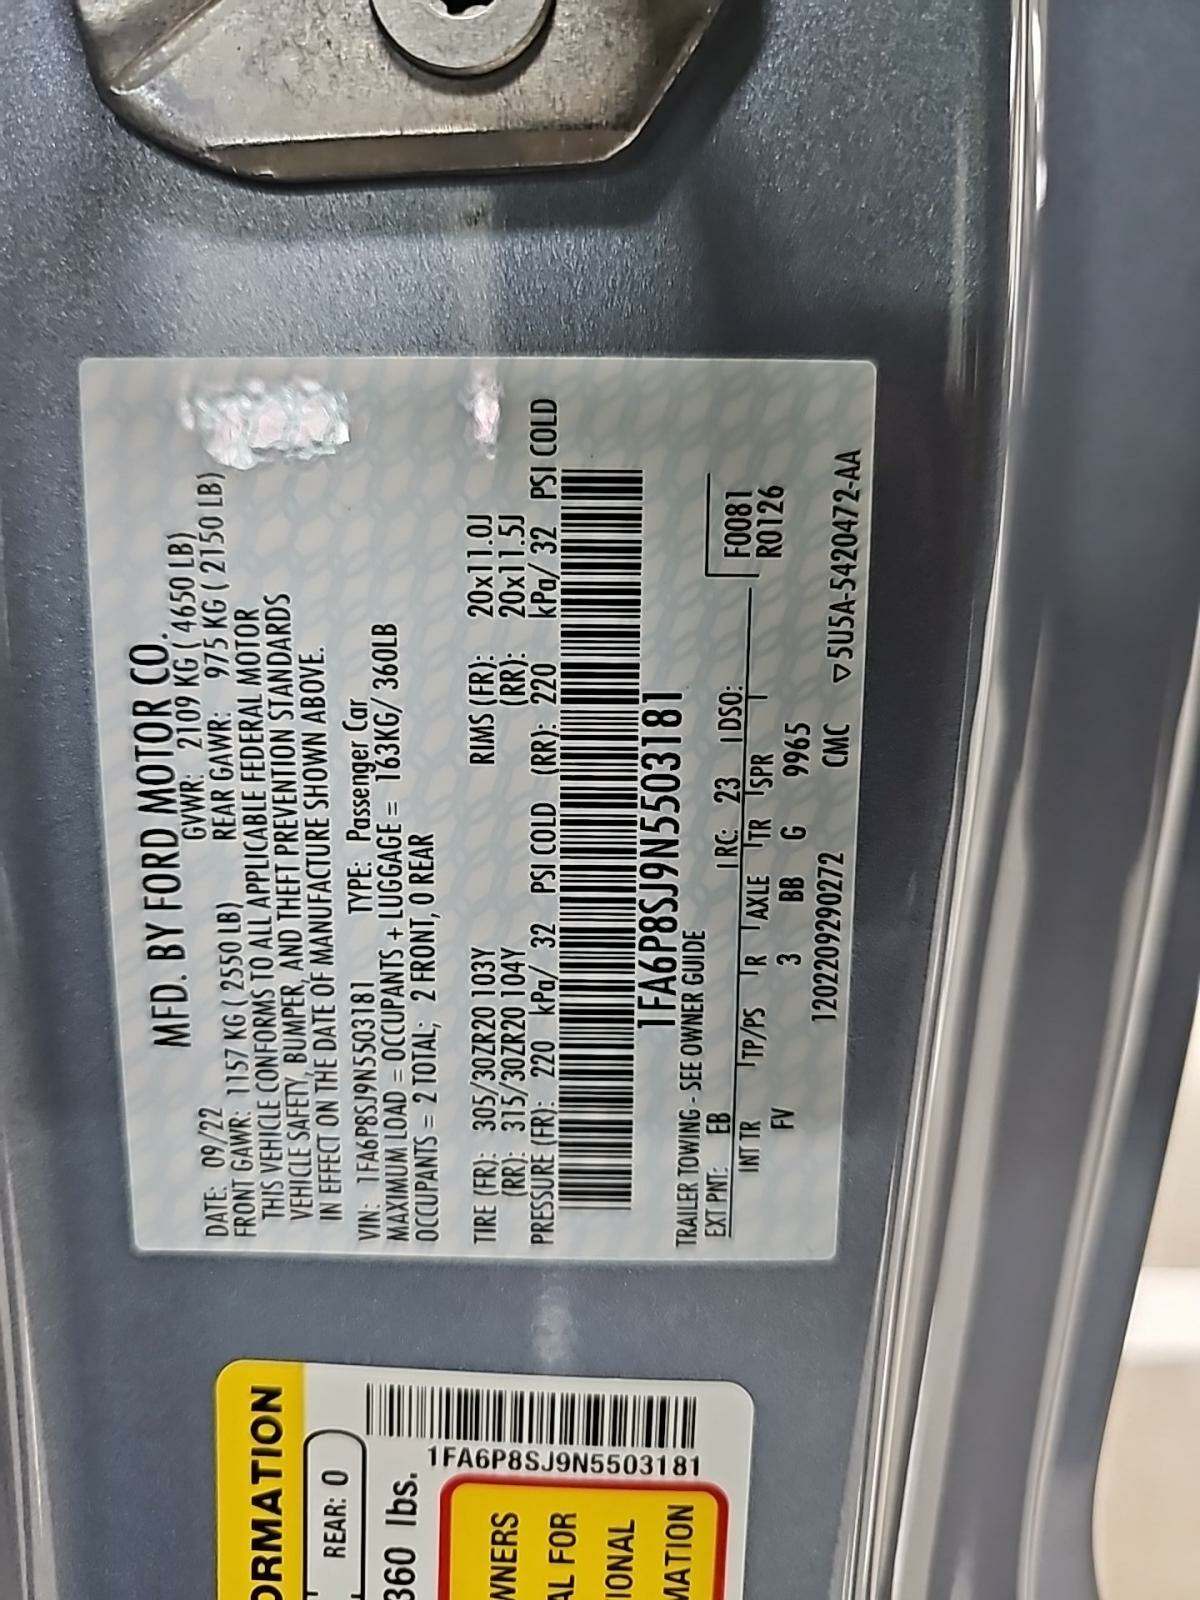 MFD. BY FORD MOTOR CO.
DATE: 09/22 GVWR: 2109 KG ( 4650 LB)
FRONT GAWR: 1157 KG ( 2550 LB) REAR GAWR: 975 KG ( 2150 LB)
THIS VEHICLE CONFORMS TO ALL APPLICABLE FEDERAL MOTOR
VEHICLE SAFETY, BUMPER, AND THEFT PREVENTION STANDARDS
IN EFFECT ON THE DATE OF MANUFACTURE SHOWN ABOVE.
VIN: 1FA6P8SJ9N5503181 TYPE: Passenger Car
MAXIMUM LOAD = OCCUPANTS + LUGGAGE = 163KG/ 360LB
OCCUPANTS = 2 TOTAL; 2 FRONT, 0 REAR
TIRE (FR): 305/30ZR20 103Y RIMS (FR): 20x11.0J
(RR): 315/30ZR20 104Y (RR): 20x11.5J
PRESSURE (FR): 220 kPa/ 32 PSI COLD (RR): 220 kPa/ 32 PSI COLD
1FA6P8SJ9N5503181
TRAILER TOWING - SEE OWNER GUIDE
EXT PNT: EB RC: 23 DSO: F0081
INT TR TP/PS R AXLE TR SPR R0126
FV 3 BB G 9965
1202209290272 CMC ▽5U5A-5420472-AA
ORMATION
REAR: 0
360 lbs.
1FA6P8SJ9N5503181
WNERS
AL FOR
IONAL
MATION